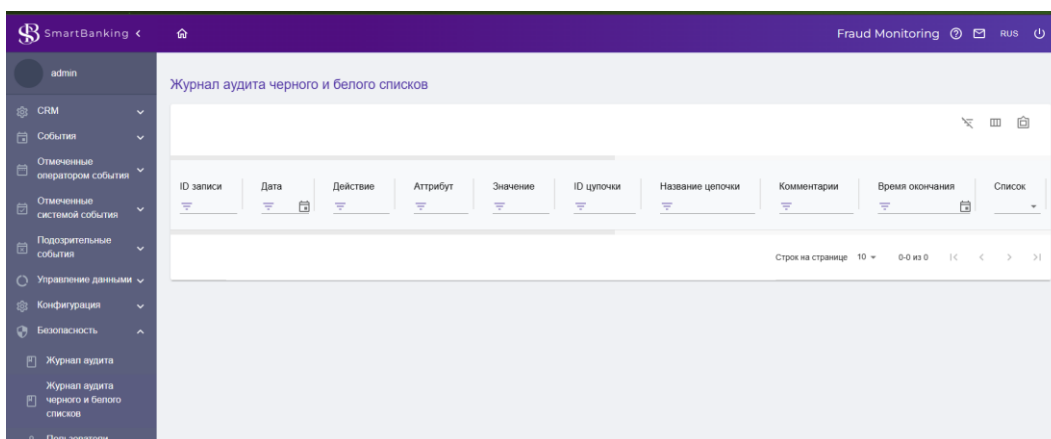 SmartBanking
Fraud Monitoring
RUS
admin
Журнал аудита черного и белого списков
CRM
События
Отмеченные
оператором события
Отмеченные
системой события
Подозрительные
события
Управление данными
Конфигурация
Безопасность
Журнал аудита
Журнал аудита
черного и белого
списков
Пользователи
ID записи Дата Действие Аттрибут Значение ID цупочки Название цепочки Комментарии Время окончания Список
Строк на странице 10 0-0 из 0